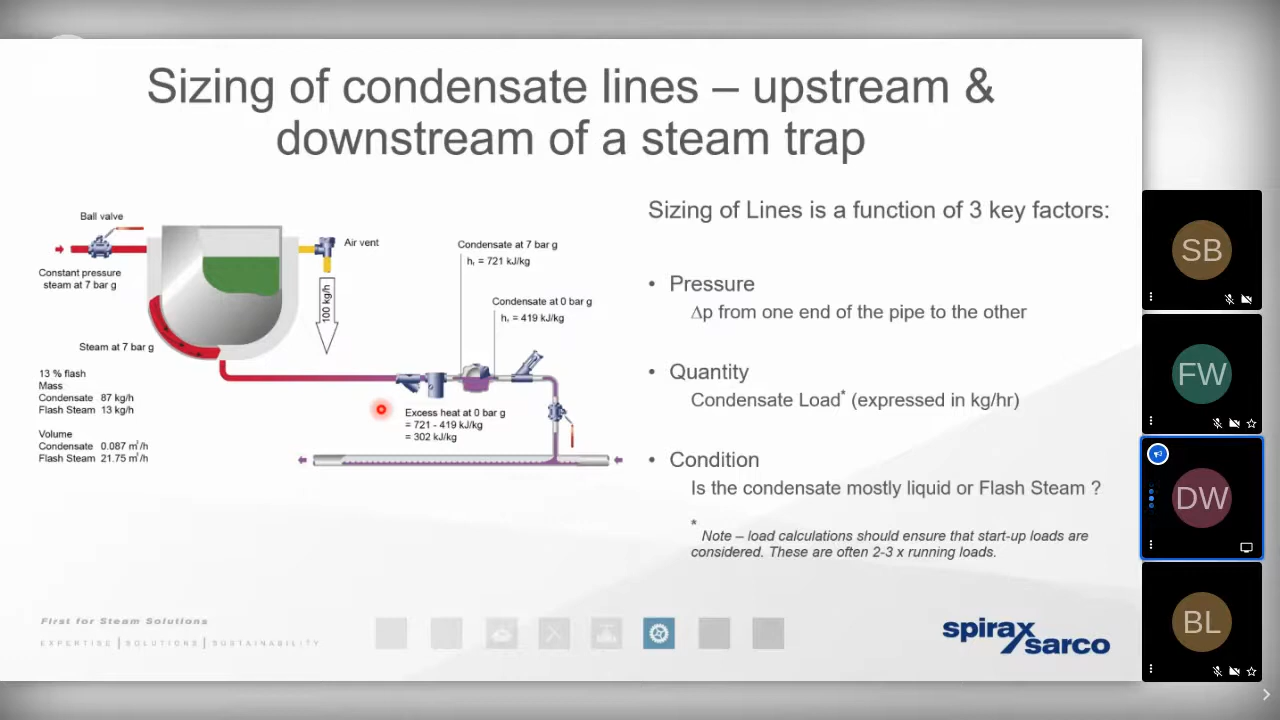 Sizing of condensate lines – upstream &
downstream of a steam trap
Ball valve
Constant pressure
steam at 7 bar g
Steam at 7 bar g
Air vent
100 kg/h
Condensate at 7 bar g
hf = 721 kJ/kg
Condensate at 0 bar g
hf = 419 kJ/kg
13 % flash
Mass
Condensate 87 kg/h
Flash Steam 13 kg/h
Volume
Condensate 0.087 m³/h
Flash Steam 21.75 m³/h
Excess heat at 0 bar g
= 721 - 419 kJ/kg
= 302 kJ/kg
Sizing of Lines is a function of 3 key factors:
• Pressure
Δp from one end of the pipe to the other
• Quantity
Condensate Load* (expressed in kg/hr)
• Condition
Is the condensate mostly liquid or Flash Steam ?
* Note – load calculations should ensure that start-up loads are
considered. These are often 2-3 x running loads.
First for Steam Solutions
EXPERTISE | SOLUTIONS | SUSTAINABILITY
spirax
sarco
SB
FW
DW
BL